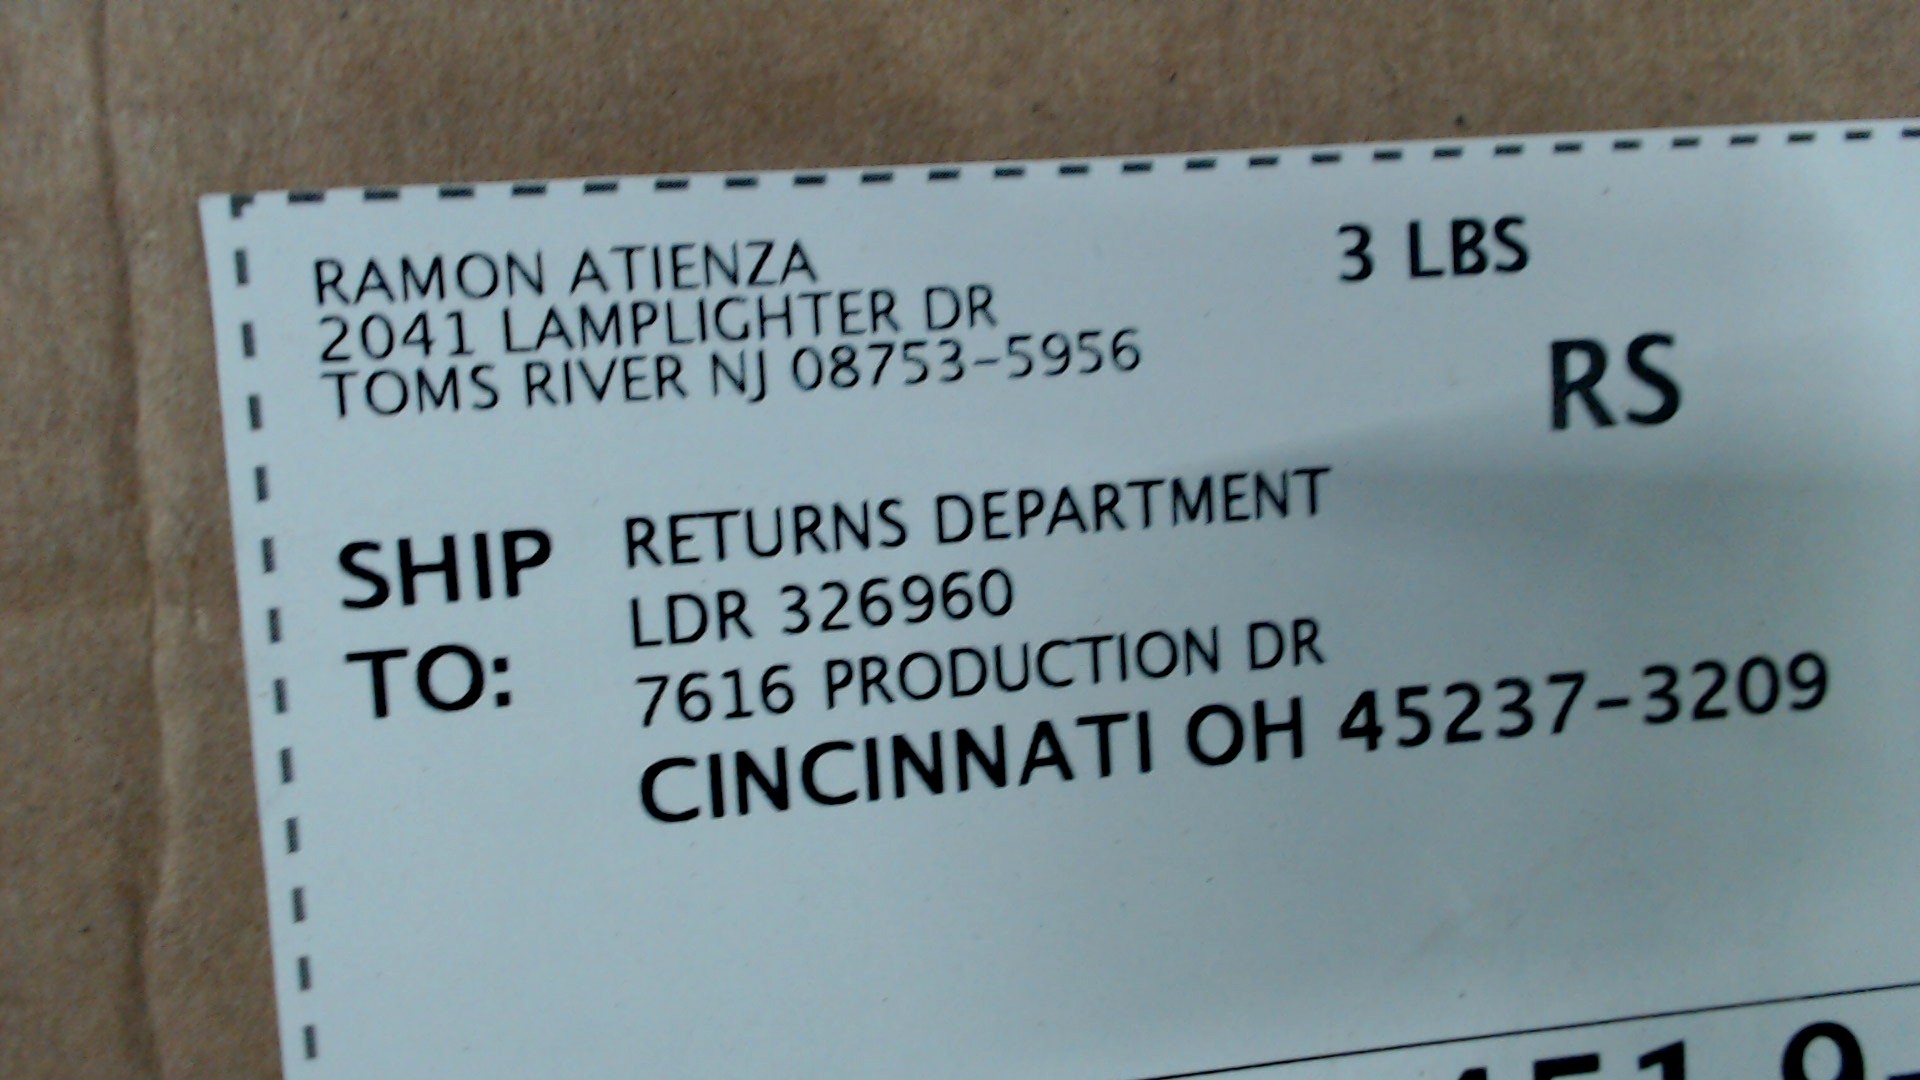 RAMON ATIENZA
2041 LAMPLIGHTER DR
TOMS RIVER NJ 08753-5956
3 LBS
RS
SHIP TO:
RETURNS DEPARTMENT
LDR 326960
7616 PRODUCTION DR
CINCINNATI OH 45237-3209